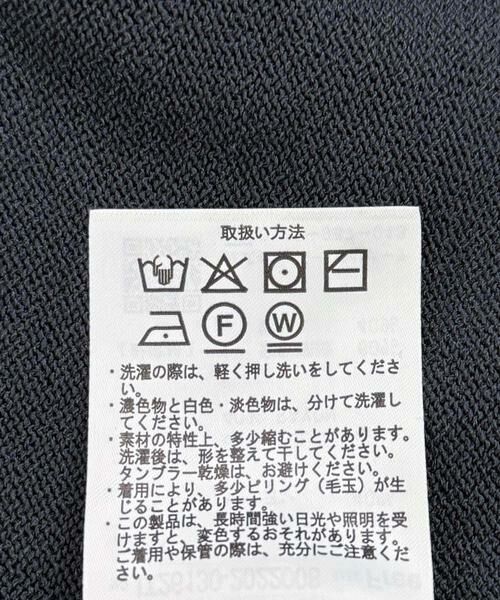 取扱い方法
F W
・洗濯の際は、軽く押し洗いをしてくださ
い。
・濃色物と白色・淡色物は、分けて洗濯し
てください。
・素材の特性上、多少縮むことがあります。
洗濯後は、形を整えて干してください。
タンブラー乾燥は、お避けください。
・着用により、多少ピリング（毛玉）が生
じることがあります。
・この製品は、長時間強い日光や照明を受
けますと、変色するおそれがあります。
ご着用や保管の際は、充分にご注意くださ
い。